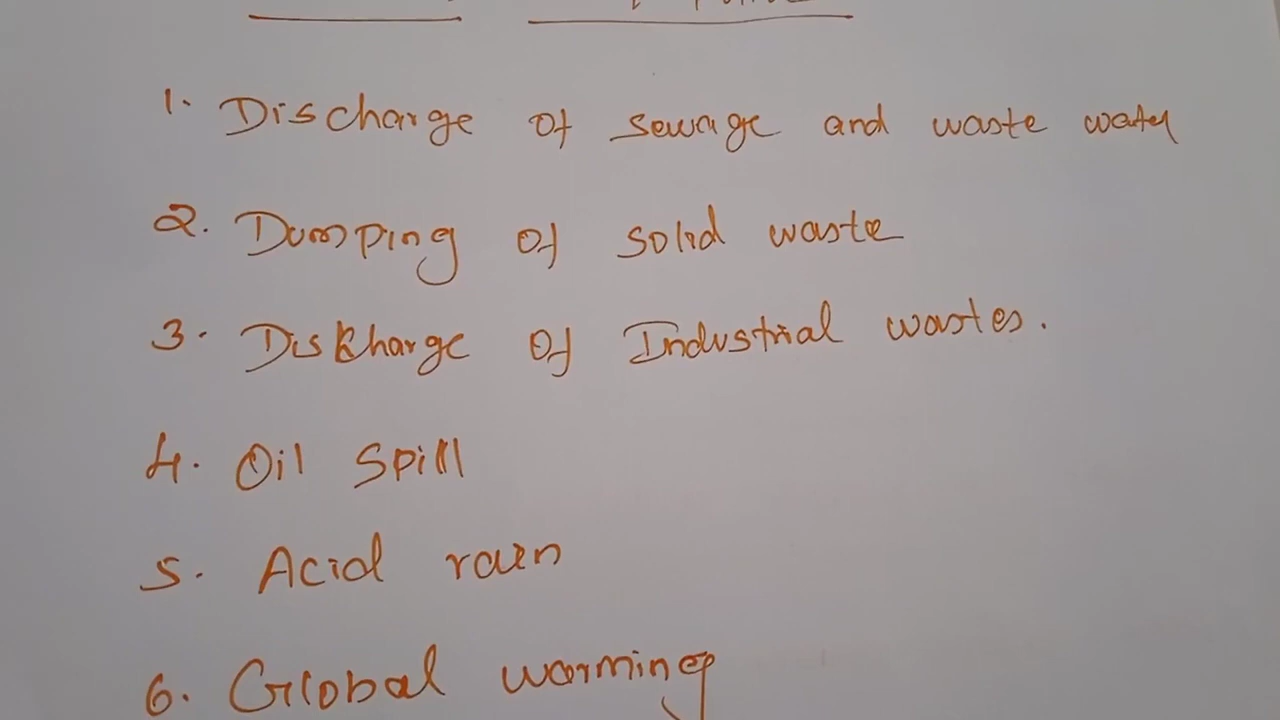 1. Discharge of sewage and waste water
2. Dumping of solid waste
3. Discharge of Industrial wastes.
4. Oil spill
5. Acid rain
6. Global warming